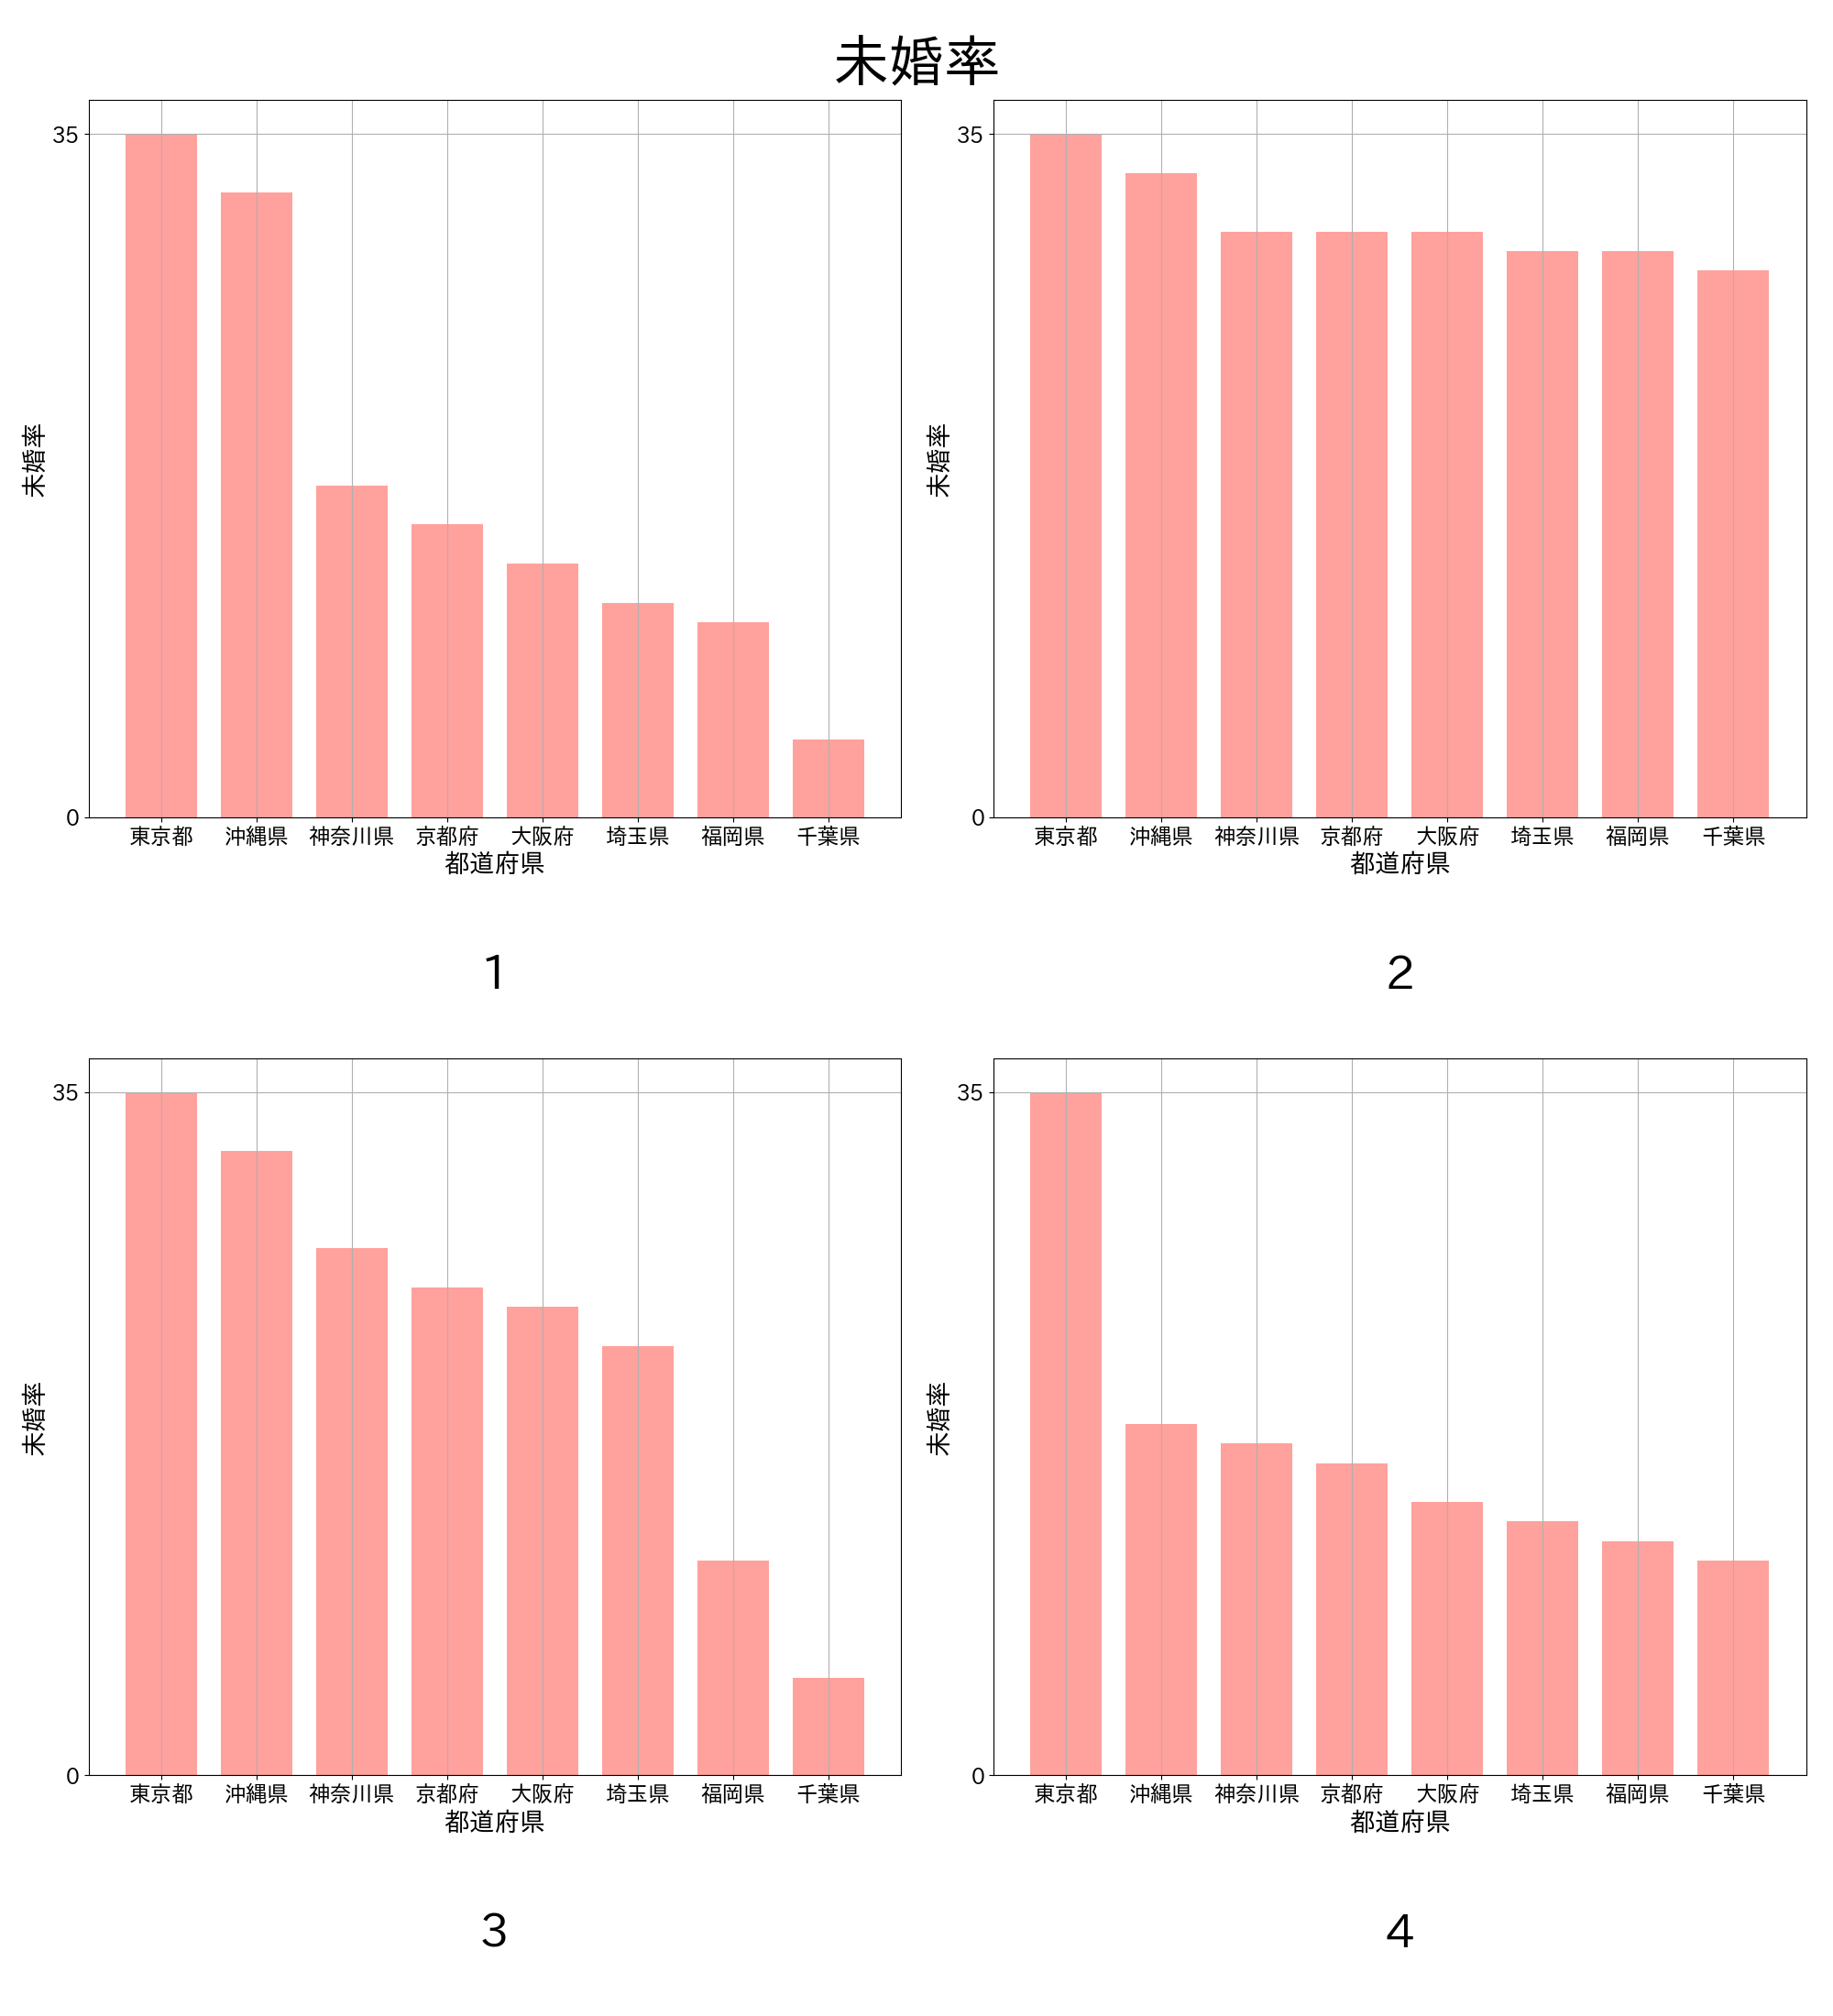 未婚率
35
0
未婚率
東京都 沖縄県 神奈川県 京都府 大阪府 埼玉県 福岡県 千葉県
都道府県
1
35
0
未婚率
東京都 沖縄県 神奈川県 京都府 大阪府 埼玉県 福岡県 千葉県
都道府県
2
35
0
未婚率
東京都 沖縄県 神奈川県 京都府 大阪府 埼玉県 福岡県 千葉県
都道府県
3
35
0
未婚率
東京都 沖縄県 神奈川県 京都府 大阪府 埼玉県 福岡県 千葉県
都道府県
4